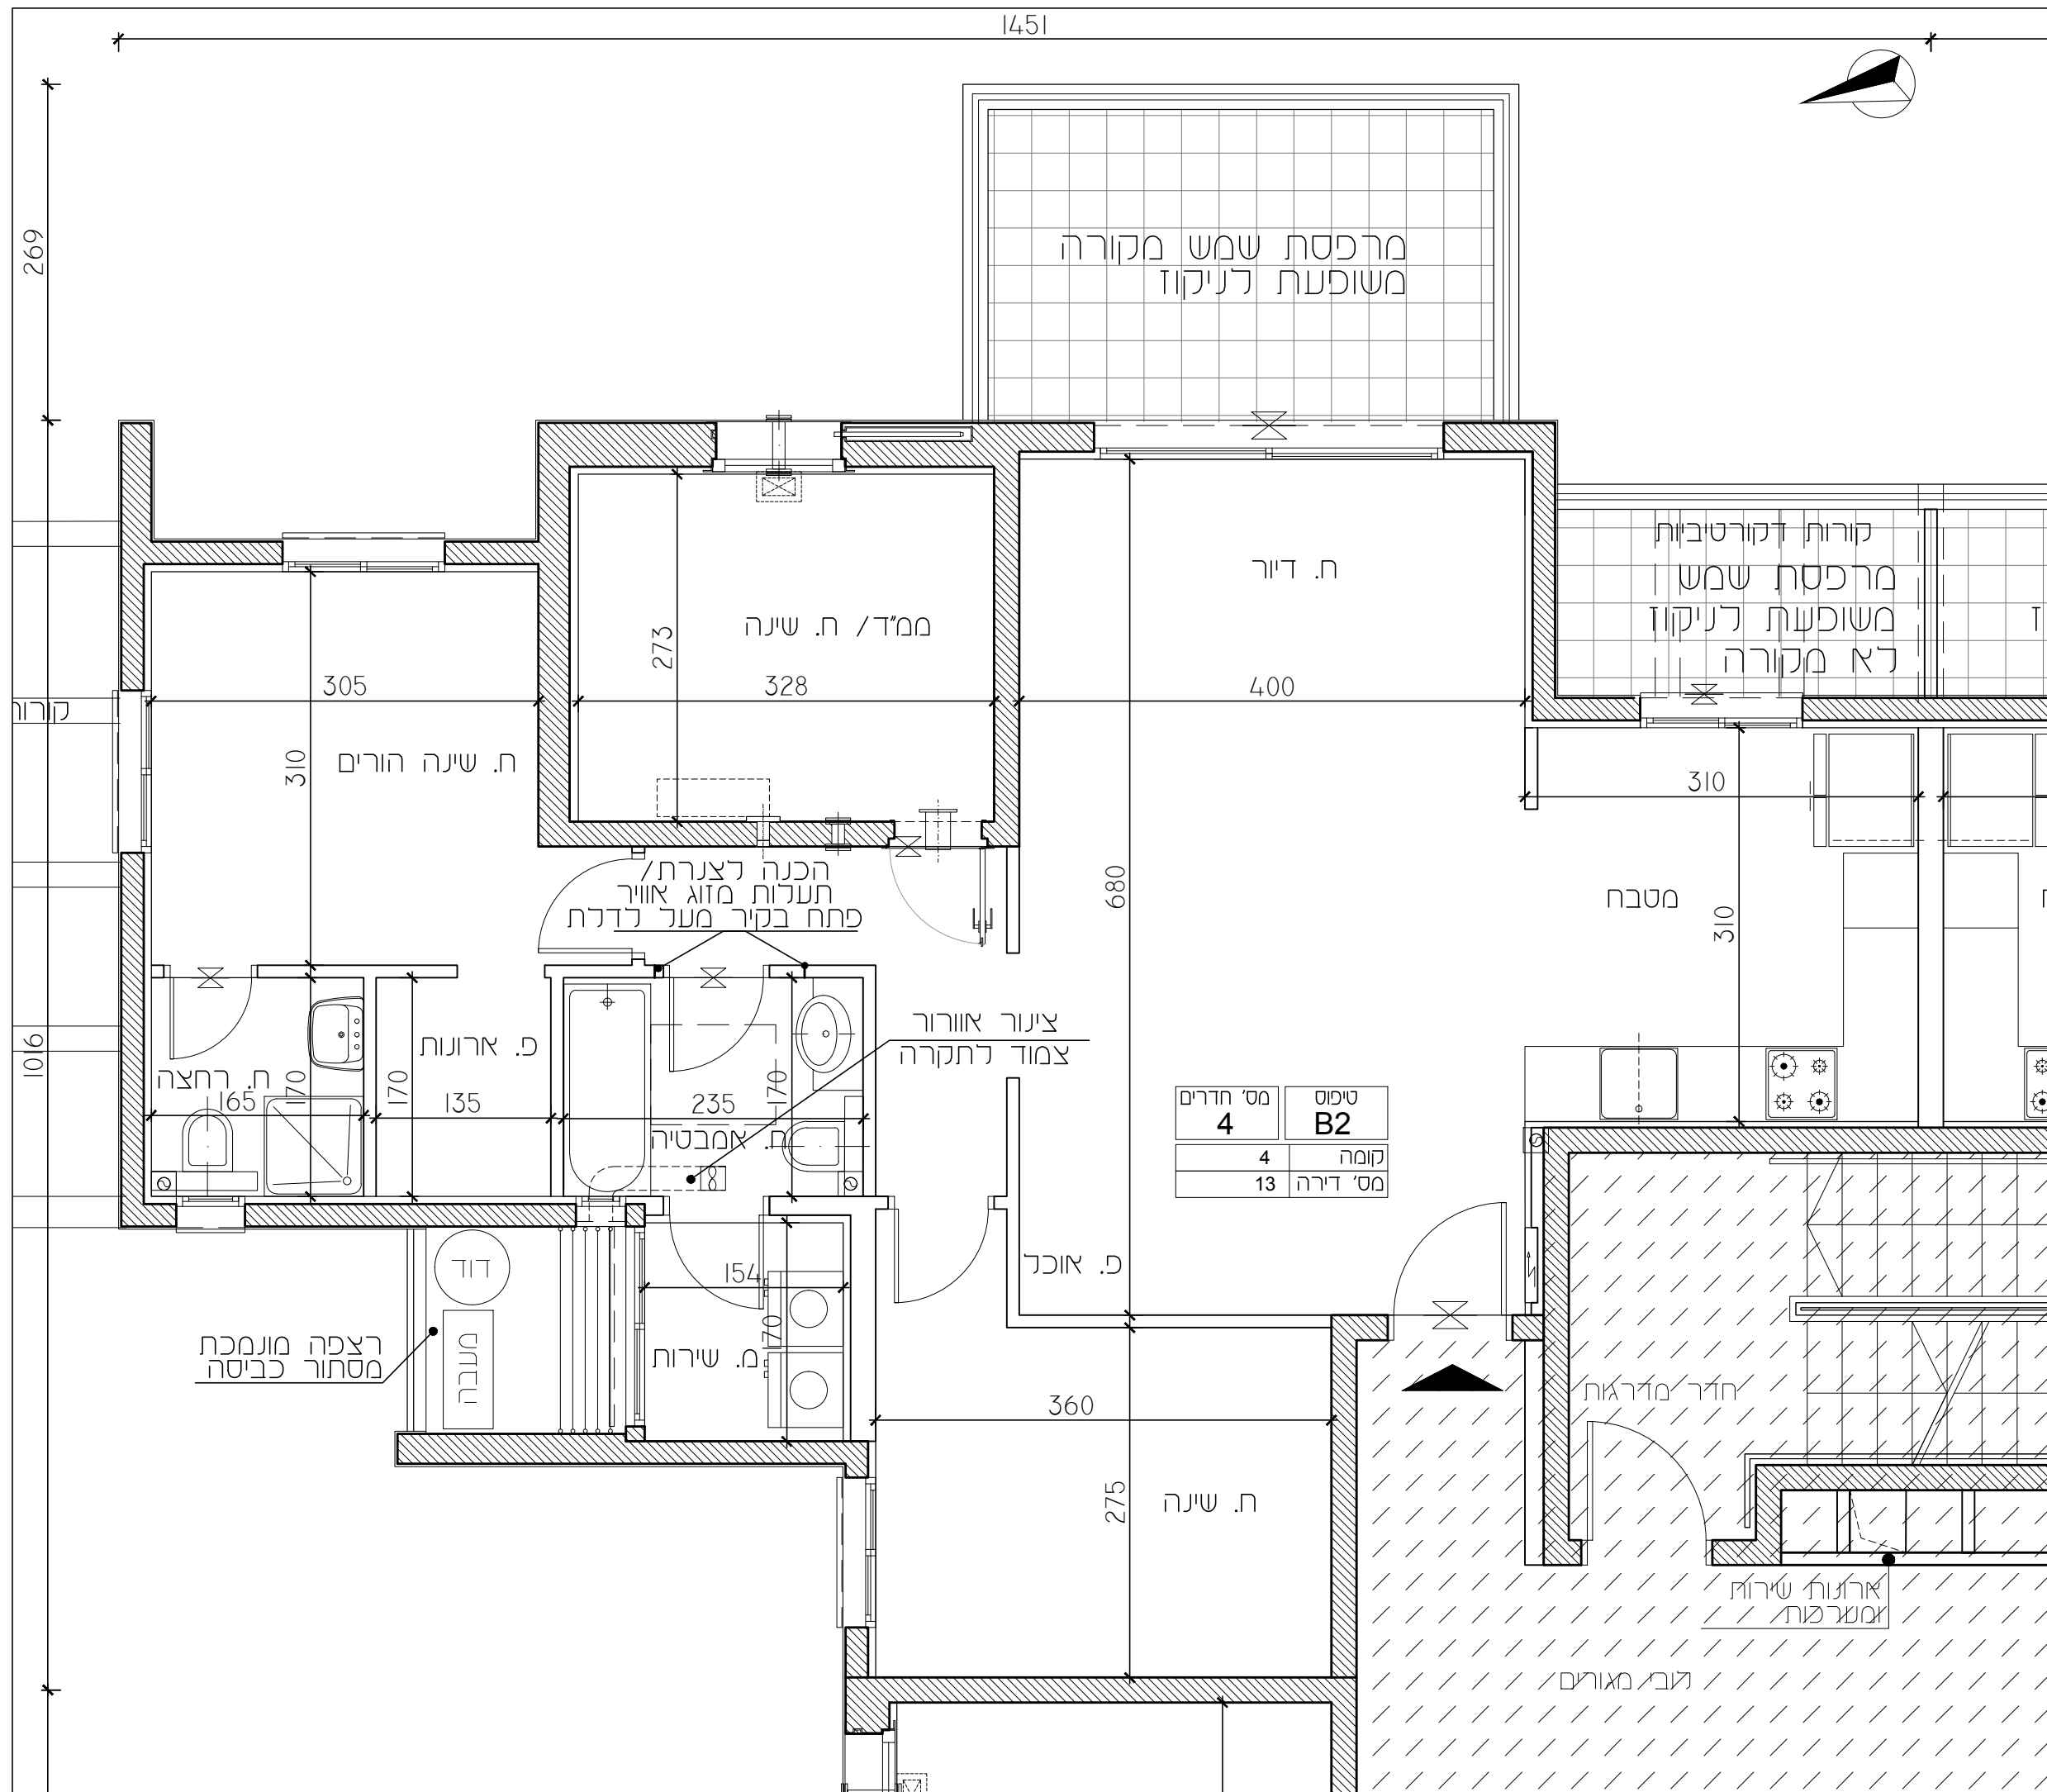 1451
269
מרפסת שמש מקורה
משופעת לניקוז
קורות דקורטיביות
מרפסת שמש
משופעת לניקוז
לא מקורה
ז
ח. דיור
ממ"ד/ ח. שינה
273
305
328
400
ח. שינה הורים
310
310
310
680
מטבח
הכנה לצנרת/
תעלות מזוג אוויר
פתח בקיר מעל לדלת
צינור אוורור
צמוד לתקרה
1016
פ. ארונות
ח. רחצה
170
165
170
135
235
170
ח. אמבטיה
טיפוס
B2
מס' חדרים
4
קומה 4
מס' דירה 13
פ. אוכל
דוד
מעבה
154
170
מ. שירות
רצפה מונמכת
מסתור כביסה
חדר מדרגות
360
275
ח. שינה
ארונות שירות
ומערכות
לובי מגורים